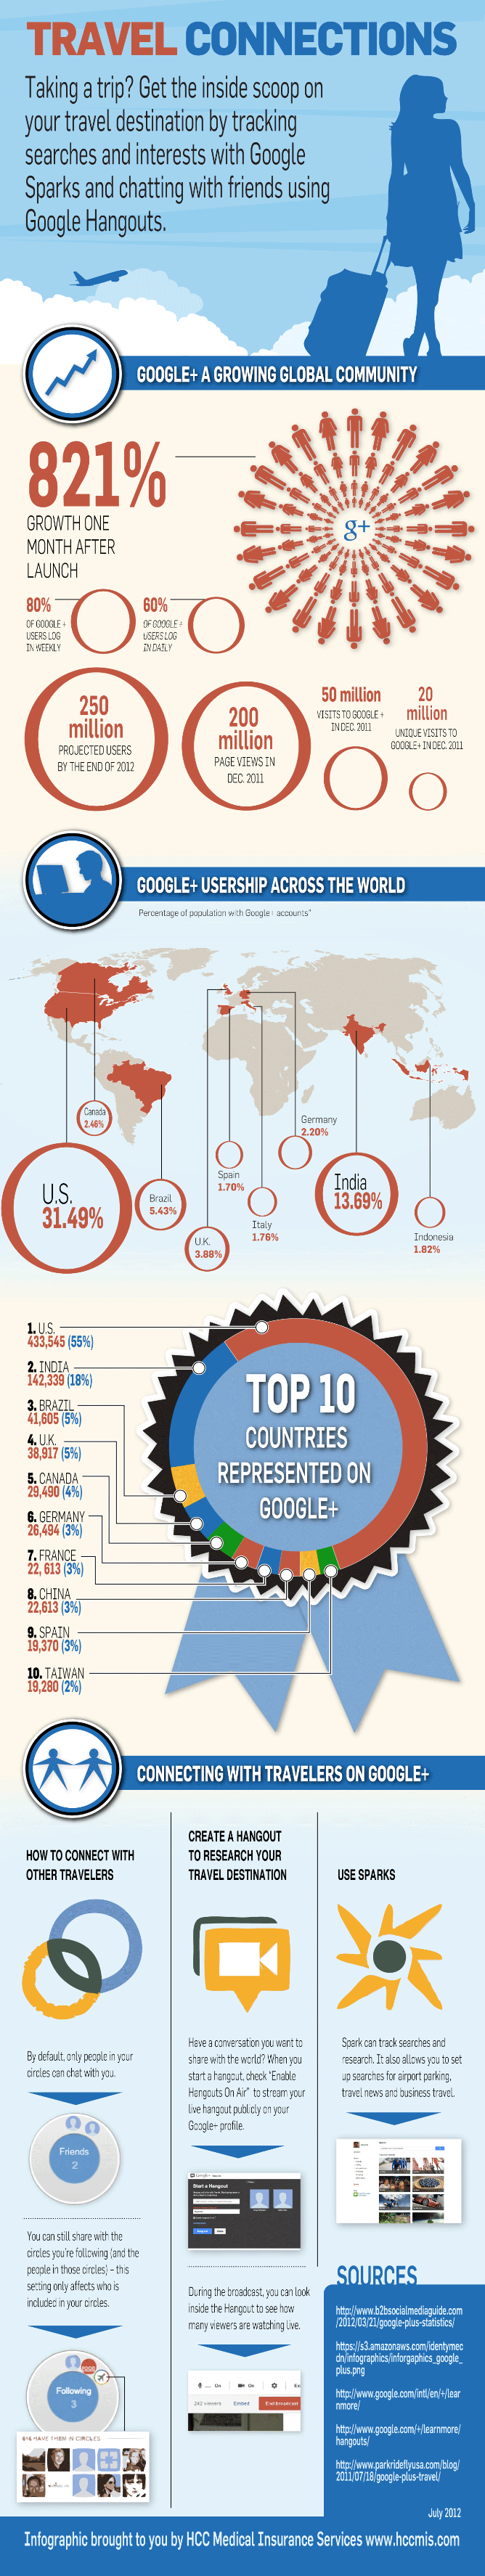 TRAVEL CONNECTIONS
Taking a trip? Get the inside scoop on
your travel destination by tracking
searches and interests with Google
Sparks and chatting with friends using
Google Hangouts.
GOOGLE+ A GROWING GLOBAL COMMUNITY
821%
GROWTH ONE
MONTH AFTER
LAUNCH
g+
80%
OF GOOGLE +
USERS LOG
IN WEEKLY
60%
OF GOOGLE +
USERS LOG
IN DAILY
250
million
PROJECTED USERS
BY THE END OF 2012
200
million
PAGE VIEWS IN
DEC. 2011
50 million
VISITS TO GOOGLE +
IN DEC. 2011
20
million
UNIQUE VISITS TO
GOOGLE+ IN DEC. 2011
GOOGLE+ USERSHIP ACROSS THE WORLD
Percentage of population with Google+ accounts"
Canada
2.46%
U.S.
31.49%
Brazil
5.43%
U.K.
3.88%
Spain
1.70%
Italy
1.76%
Germany
2.20%
India
13.69%
Indonesia
1.82%
1. U.S.
433,545 (55%)
2. INDIA
142,339 (18%)
3. BRAZIL
41,605 (5%)
4. U.K.
38,917 (5%)
5. CANADA
29,490 (4%)
6. GERMANY
26,494 (3%)
7. FRANCE
22, 613 (3%)
8. CHINA
22,613 (3%)
9. SPAIN
19,370 (3%)
10. TAIWAN
19,280 (2%)
TOP 10
COUNTRIES
REPRESENTED ON
GOOGLE+
CONNECTING WITH TRAVELERS ON GOOGLE+
HOW TO CONNECT WITH
OTHER TRAVELERS
By default, only people in your
circles can chat with you.
Friends
2
You can still share with the
circles you're following (and the
people in those circles) – this
setting only affects who is
included in your circles.
Following
3
HAVE THEM IN CIRCLES
CREATE A HANGOUT
TO RESEARCH YOUR
TRAVEL DESTINATION
Have a conversation you want to
share with the world? When you
start a hangout, check "Enable
Hangouts On Air" to stream your
live hangout publicly on your
Google+ profile.
Start a Hangout
During the broadcast, you can look
inside the Hangout to see how
many viewers are watching live.
On
On
242 viewers
Embed
End broadcast
USE SPARKS
Spark can track searches and
research. It also allows you to set
up searches for airport parking,
travel news and business travel.
SOURCES
http://www.b2bsocialmediaguide.com
/2012/03/21/google-plus-statistics/
https://s3.amazonaws.com/identymec
dn/infographics/inforgaphics_google_
plus.png
http://www.google.com/intl/en/+/lear
nmore/
http://www.google.com/+/learnmore/
hangouts/
http://www.parkrideflyusa.com/blog/
2011/07/18/google-plus-travel/
July 2012
Infographic brought to you by HCC Medical Insurance Services www.hccmis.com